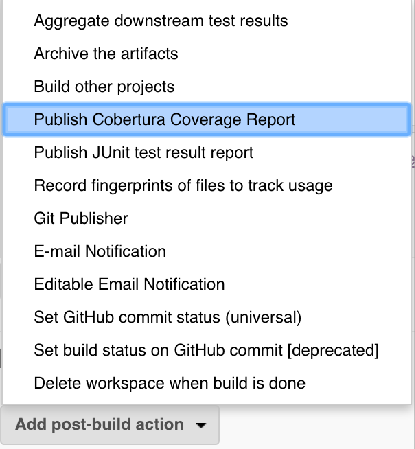 Aggregate downstream test results
Archive the artifacts
Build other projects
Publish Cobertura Coverage Report
Publish JUnit test result report
Record fingerprints of files to track usage
Git Publisher
E-mail Notification
Editable Email Notification
Set GitHub commit status (universal)
Set build status on GitHub commit [deprecated]
Delete workspace when build is done
Add post-build action